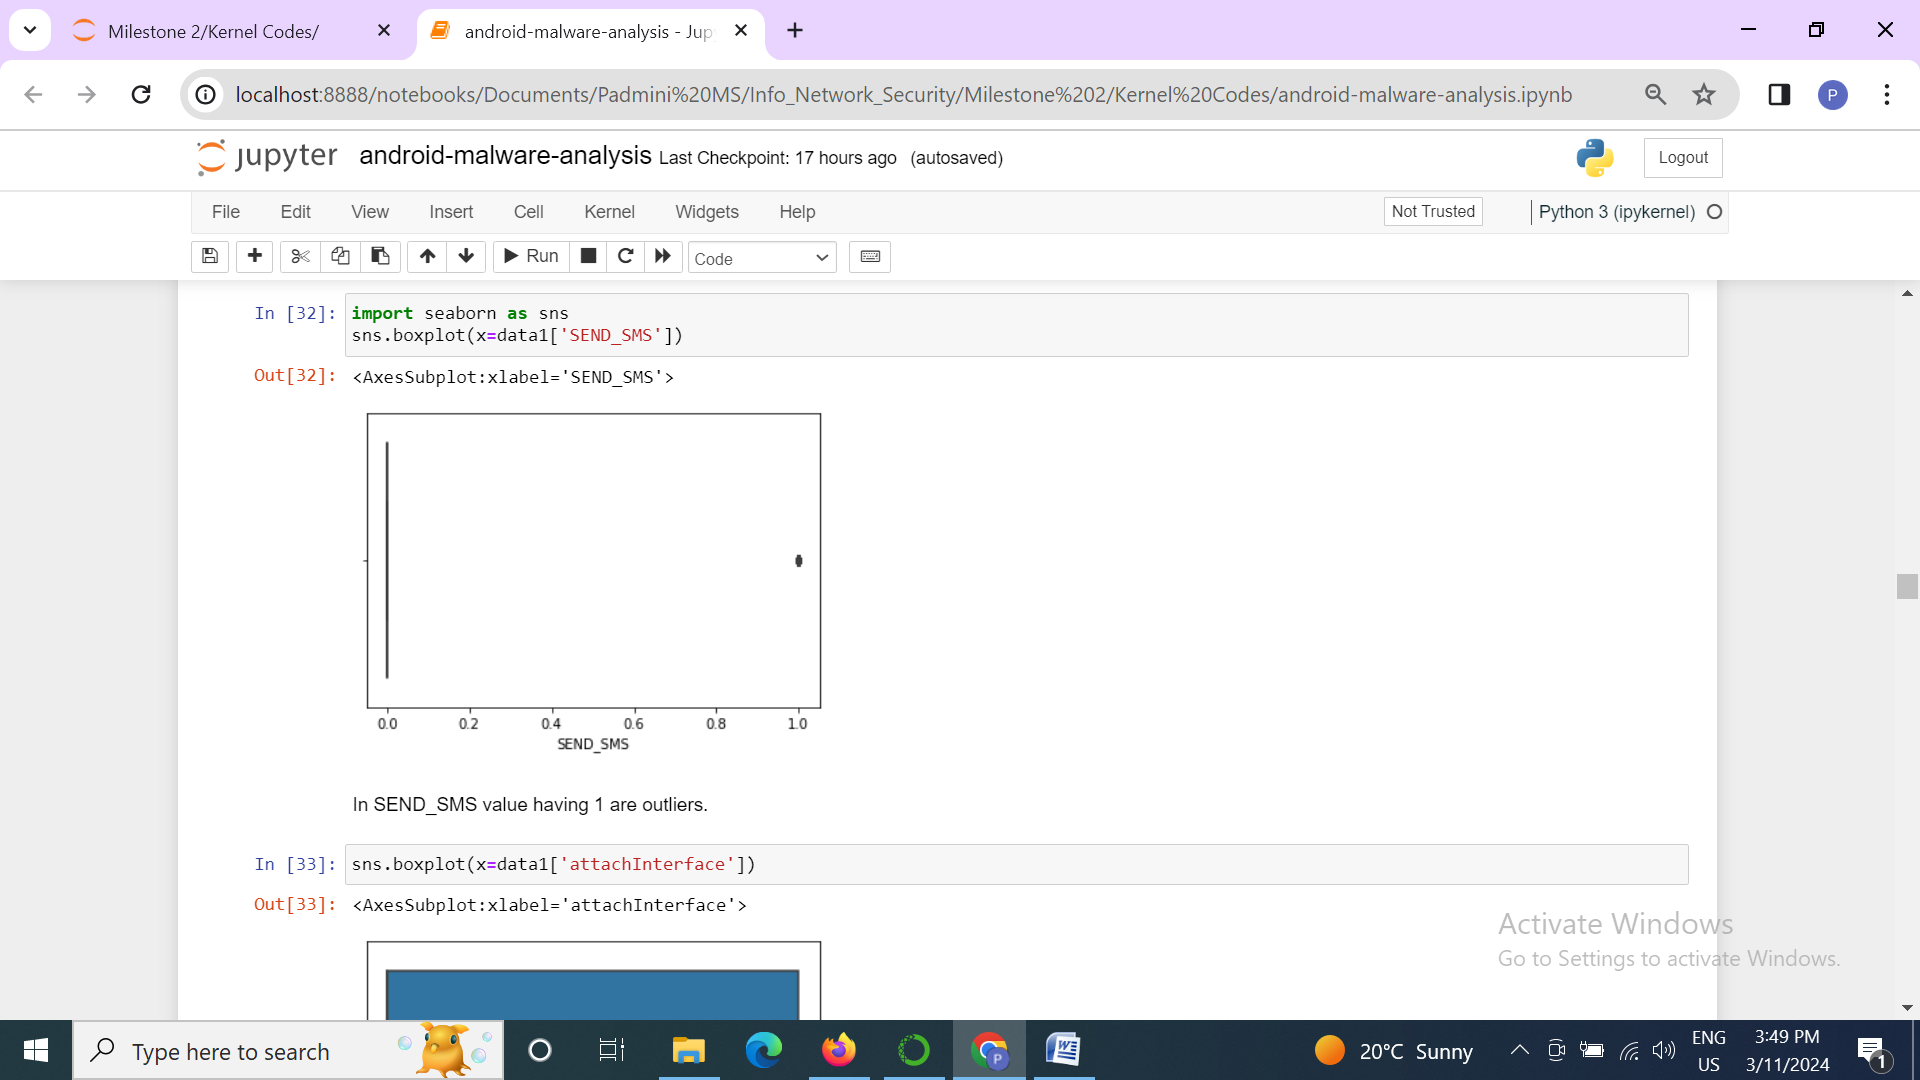 Milestone 2/Kernel Codes/
android-malware-analysis - Jup
localhost:8888/notebooks/Documents/Padmini%20MS/Info_Network_Security/Milestone%202/Kernel%20Codes/android-malware-analysis.ipynb
P
jupyter android-malware-analysis Last Checkpoint: 17 hours ago (autosaved)
Logout
File Edit View Insert Cell Kernel Widgets Help
Not Trusted
Python 3 (ipykernel)
Run
Code
In [32]: import seaborn as sns
sns.boxplot(x=data1['SEND_SMS'])
Out[32]: <AxesSubplot:xlabel='SEND_SMS'>
0.0 0.2 0.4 0.6 0.8 1.0
SEND_SMS
In SEND_SMS value having 1 are outliers.
In [33]: sns.boxplot(x=data1['attachInterface'])
Out[33]: <AxesSubplot:xlabel='attachInterface'>
Activate Windows
Go to Settings to activate Windows.
Type here to search
P
W
20°C Sunny
ENG
US
3:49 PM
3/11/2024
1